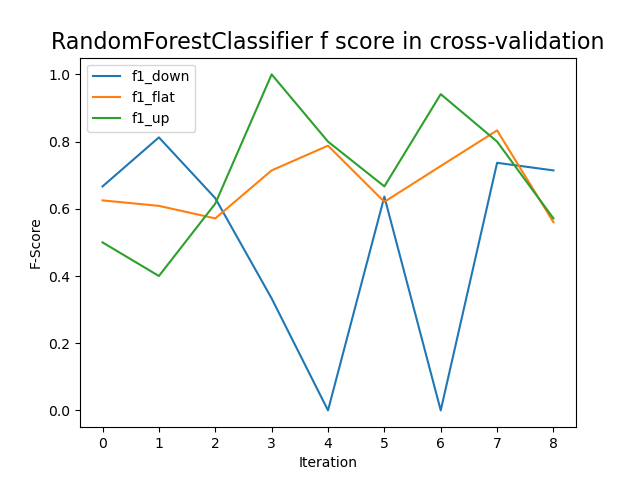 RandomForestClassifier f score in cross-validation
f1_down
f1_flat
f1_up
1.0
0.8
0.6
0.4
0.2
0.0
F-Score
0 1 2 3 4 5 6 7 8
Iteration